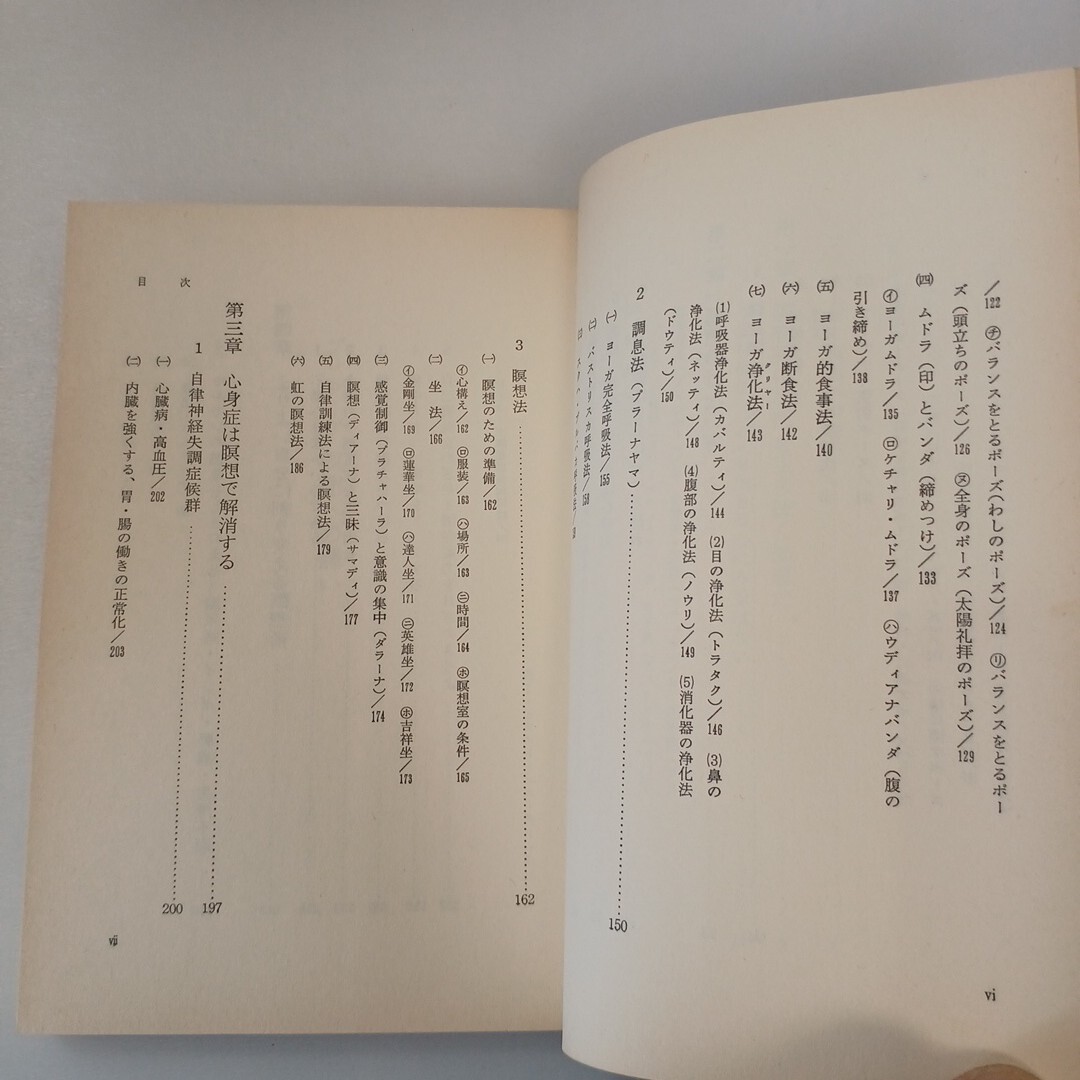 ／122　㋠バランスをとるポーズ（わしのポーズ）／124　㋷バランスをとるポー
ズ（頭立ちのポーズ）／126　㋦全身のポーズ（太陽礼拝のポーズ）／129
㈣　ムドラ（印）とバンダ（締めつけ）／133
㋑ヨーガムドラ／135　㋺ケチャリ・ムドラ／137　㋩ウディアナバンダ（腹の
引き締め）／138
㈤　ヨーガ的食事法／140
㈥　ヨーガ断食法／142
㈦　ヨーガ浄化法／143
クリヤー
⑴呼吸器浄化法（カパルティ）／144　⑵目の浄化法（トラタク）／146　⑶鼻の
浄化法（ネッティ）／148　⑷腹部の浄化法（ノウリ）／149　⑸消化器の浄化法
（ドウティ）／150
2　調息法（プラーナヤマ）……150
㈠　ヨーガ完全呼吸法／155
㈡　バストリスカ呼吸法／158
vi
目　次
3　瞑想法……162
㈠　瞑想のための準備／162
㋑心構え／162　㋺服装／163　㋩場所／163　㋥時間／164　㋭瞑想室の条件／165
㈡　坐　法／166
㋑金剛坐／169　㋺蓮華坐／170　㋩達人坐／171　㋥英雄坐／172　㋭吉祥坐／173
㈢　感覚制御（プラチャハーラ）と意識の集中（ダラーナ）／174
㈣　瞑想（ディアーナ）と三昧（サマディ）／177
㈤　自律訓練法による瞑想法／179
㈥　虹の瞑想法／186
第三章　心身症は瞑想で解消する……197
1　自律神経失調症候群……200
㈠　心臓病・高血圧／202
㈡　内臓を強くする、胃・腸の働きの正常化／203
vii